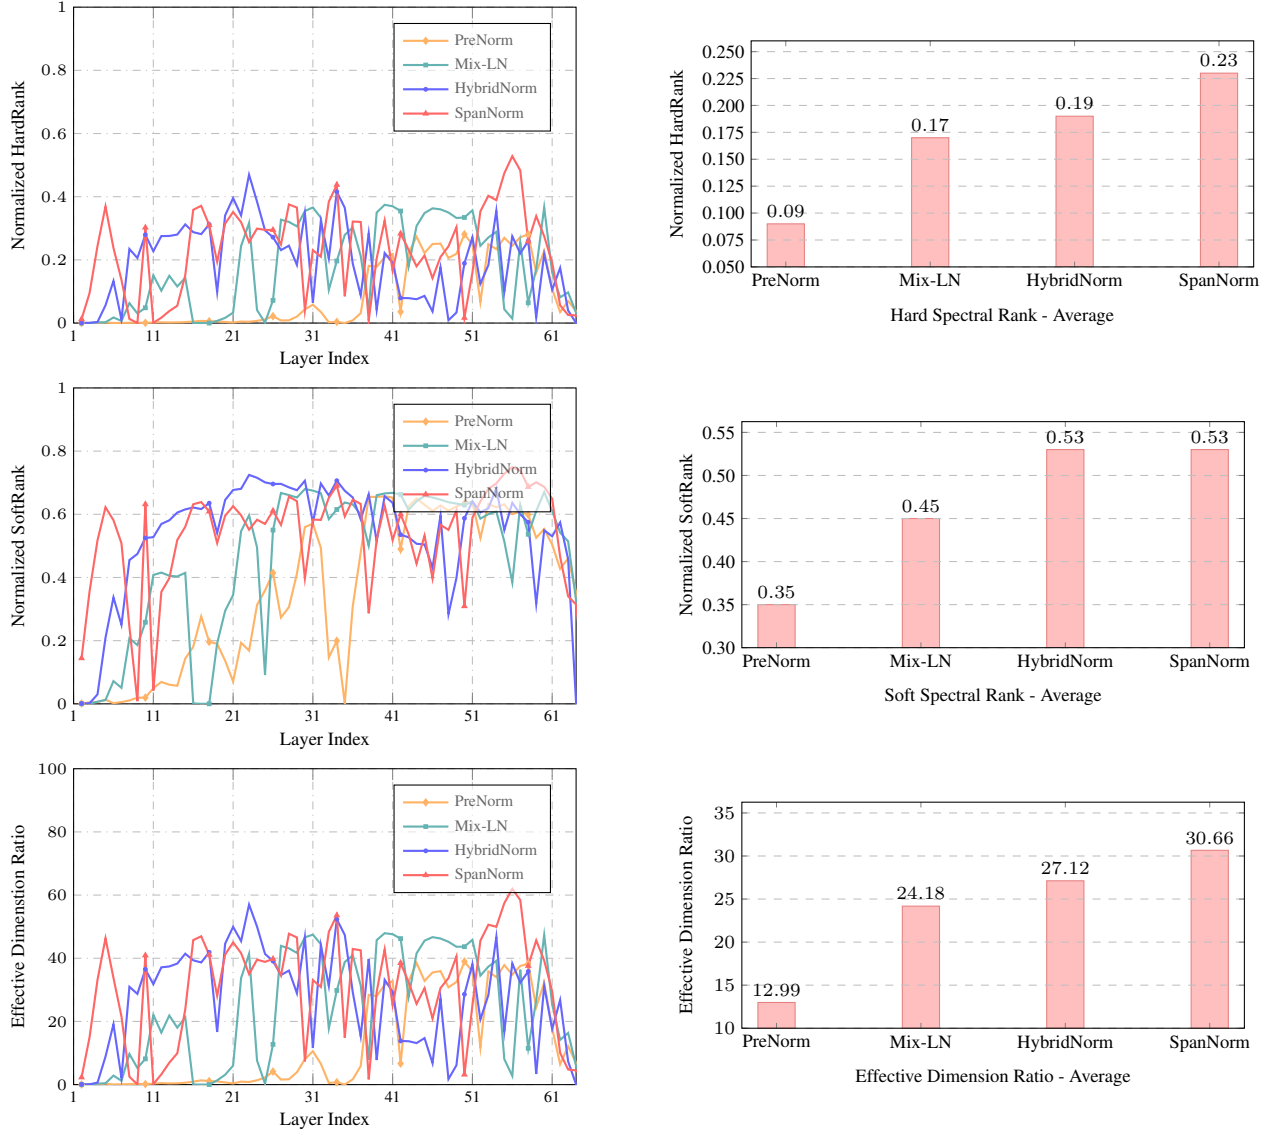 1
0.8
0.6
0.4
0.2
0
Normalized HardRank
1 11 21 31 41 51 61
Layer Index
PreNorm
Mix-LN
HybridNorm
SpanNorm
0.250
0.225
0.200
0.175
0.150
0.125
0.100
0.075
0.050
Normalized HardRank
0.09
0.17
0.19
0.23
PreNorm Mix-LN HybridNorm SpanNorm
Hard Spectral Rank - Average
1
0.8
0.6
0.4
0.2
0
Normalized SoftRank
1 11 21 31 41 51 61
Layer Index
PreNorm
Mix-LN
HybridNorm
SpanNorm
0.55
0.50
0.45
0.40
0.35
0.30
Normalized SoftRank
0.35
0.45
0.53
0.53
PreNorm Mix-LN HybridNorm SpanNorm
Soft Spectral Rank - Average
100
80
60
40
20
0
Effective Dimenstion Ratio
1 11 21 31 41 51 61
Layer Index
PreNorm
Mix-LN
HybridNorm
SpanNorm
35
30
25
20
15
10
Effective Dimension Ratio
12.99
24.18
27.12
30.66
PreNorm Mix-LN HybridNorm SpanNorm
Effective Dimension Ratio - Average